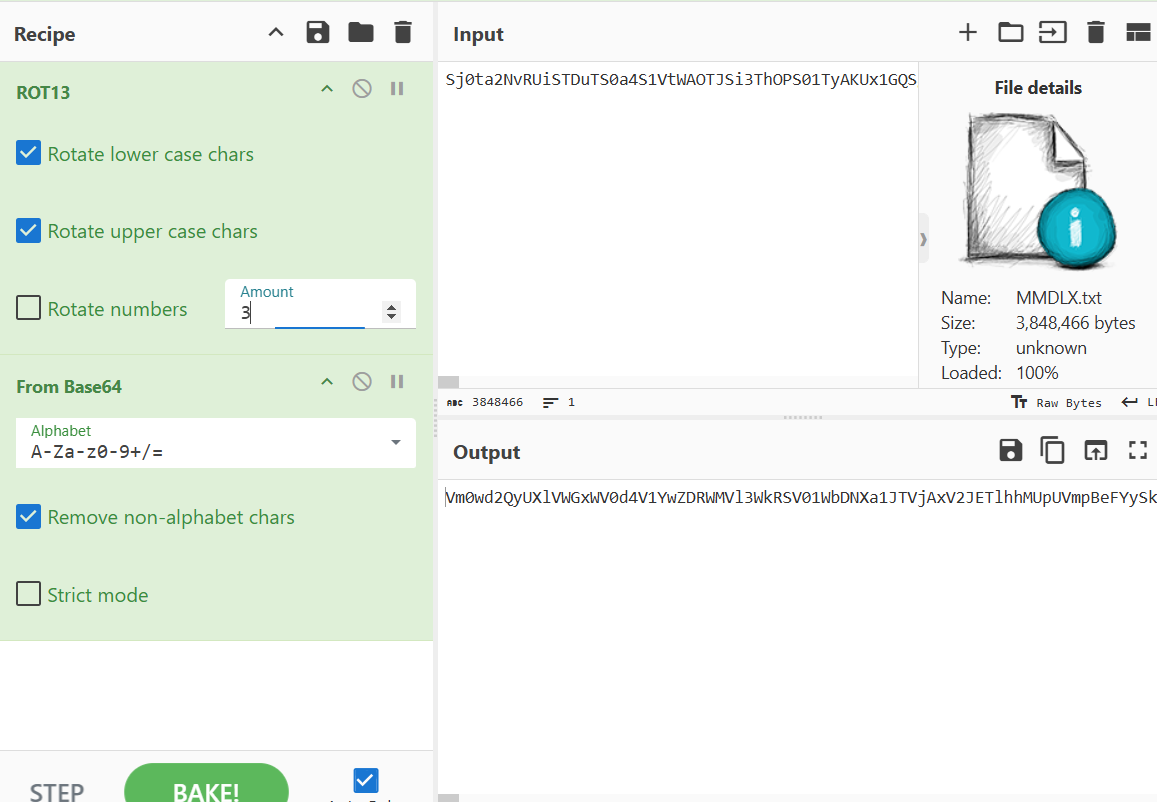 Recipe
ROT13
Rotate lower case chars
Rotate upper case chars
Rotate numbers
Amount
3
From Base64
Alphabet
A-Za-z0-9+/=
Remove non-alphabet chars
Strict mode
STEP
BAKE!
Input
Sj0ta2NvRUiSTDuTS0a4S1VtWAOTJSi3ThOPS01TyAKUx1GQS
File details
i
Name: MMDLX.txt
Size: 3,848,466 bytes
Type: unknown
Loaded: 100%
ABC 3848466 1
Tт Raw Bytes
Output
Vm0wd2QyUXlVWGxWV0d4V1YwZDRWMVl3WkRSV01WbDNXa1JTVjAxV2JETlhhMUpUVmpBeFYySk